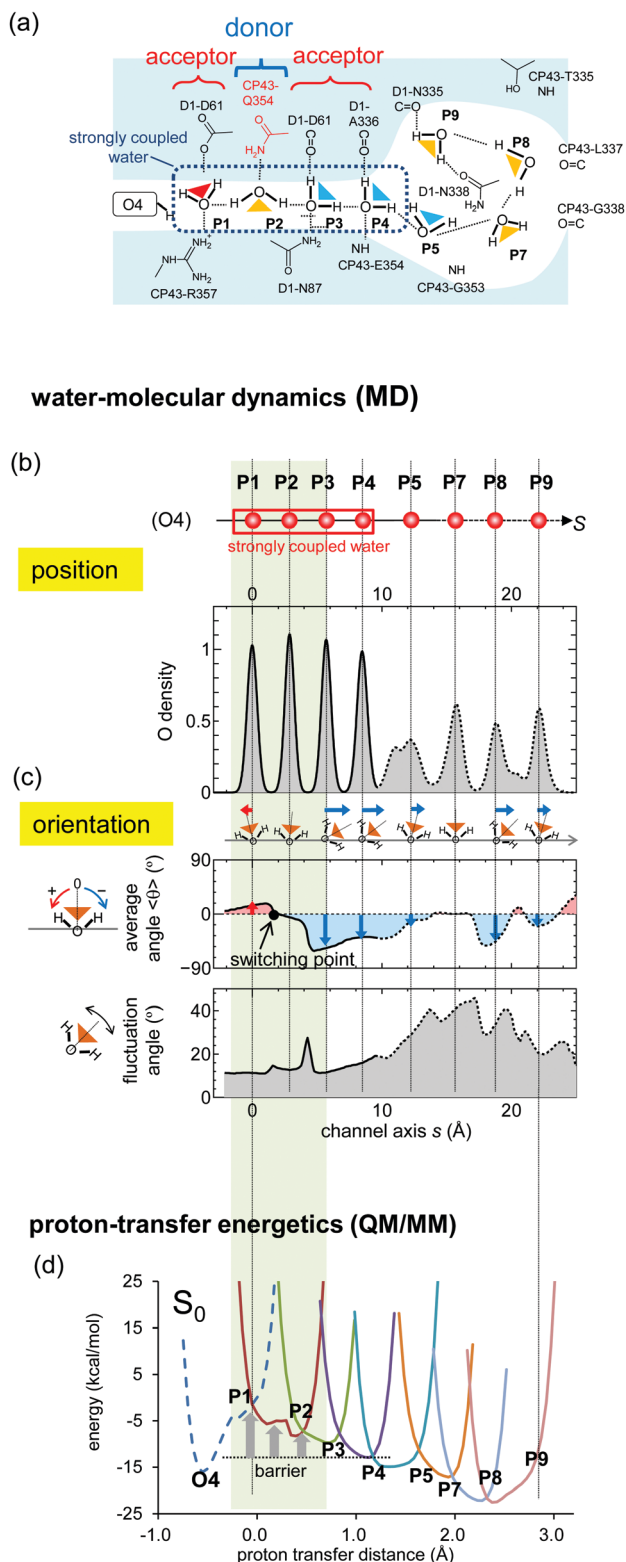 (a)
donor
acceptor acceptor
CP43-
Q354
D1-D61
D1-D61
D1-
A336
D1-N335
C=O
P9
HO
NH
CP43-T335
strongly coupled
water
O
O
H2N
O
C
O
C
O
H
O
H
P8
CP43-L337
O=C
H2N
O
D1-N338
O4
H
H
H
O
P1
H
O
H
P2
H
O
H
P3
H
O
H
P4
H
O
H
P5
O
H
H
P7
CP43-G338
O=C
NH2
+
N
H
NH2
CP43-R357
NH2
O
D1-N87
NH
CP43-E354
NH
CP43-G353
water-molecular dynamics (MD)
(b)
P1 P2 P3 P4 P5 P7 P8 P9
(O4)
S
strongly coupled water
position
0 10 20
O density
1
0.5
0
(c)
orientation
H H H H H H H H H H H H H H H H
+ 0 −
H H
O
average
angle <θ> (°)
90
0
−90
switching point
H
H
fluctuation
angle (°)
40
20
0
0 10 20
channel axis s (Å)
proton-transfer energetics (QM/MM)
(d)
S0
energy (kcal/mol)
25
15
5
-5
-15
-25
P1
P2
P3
O4
barrier
P4
P5
P7
P8
P9
-1.0 0.0 1.0 2.0 3.0
proton transfer distance (Å)